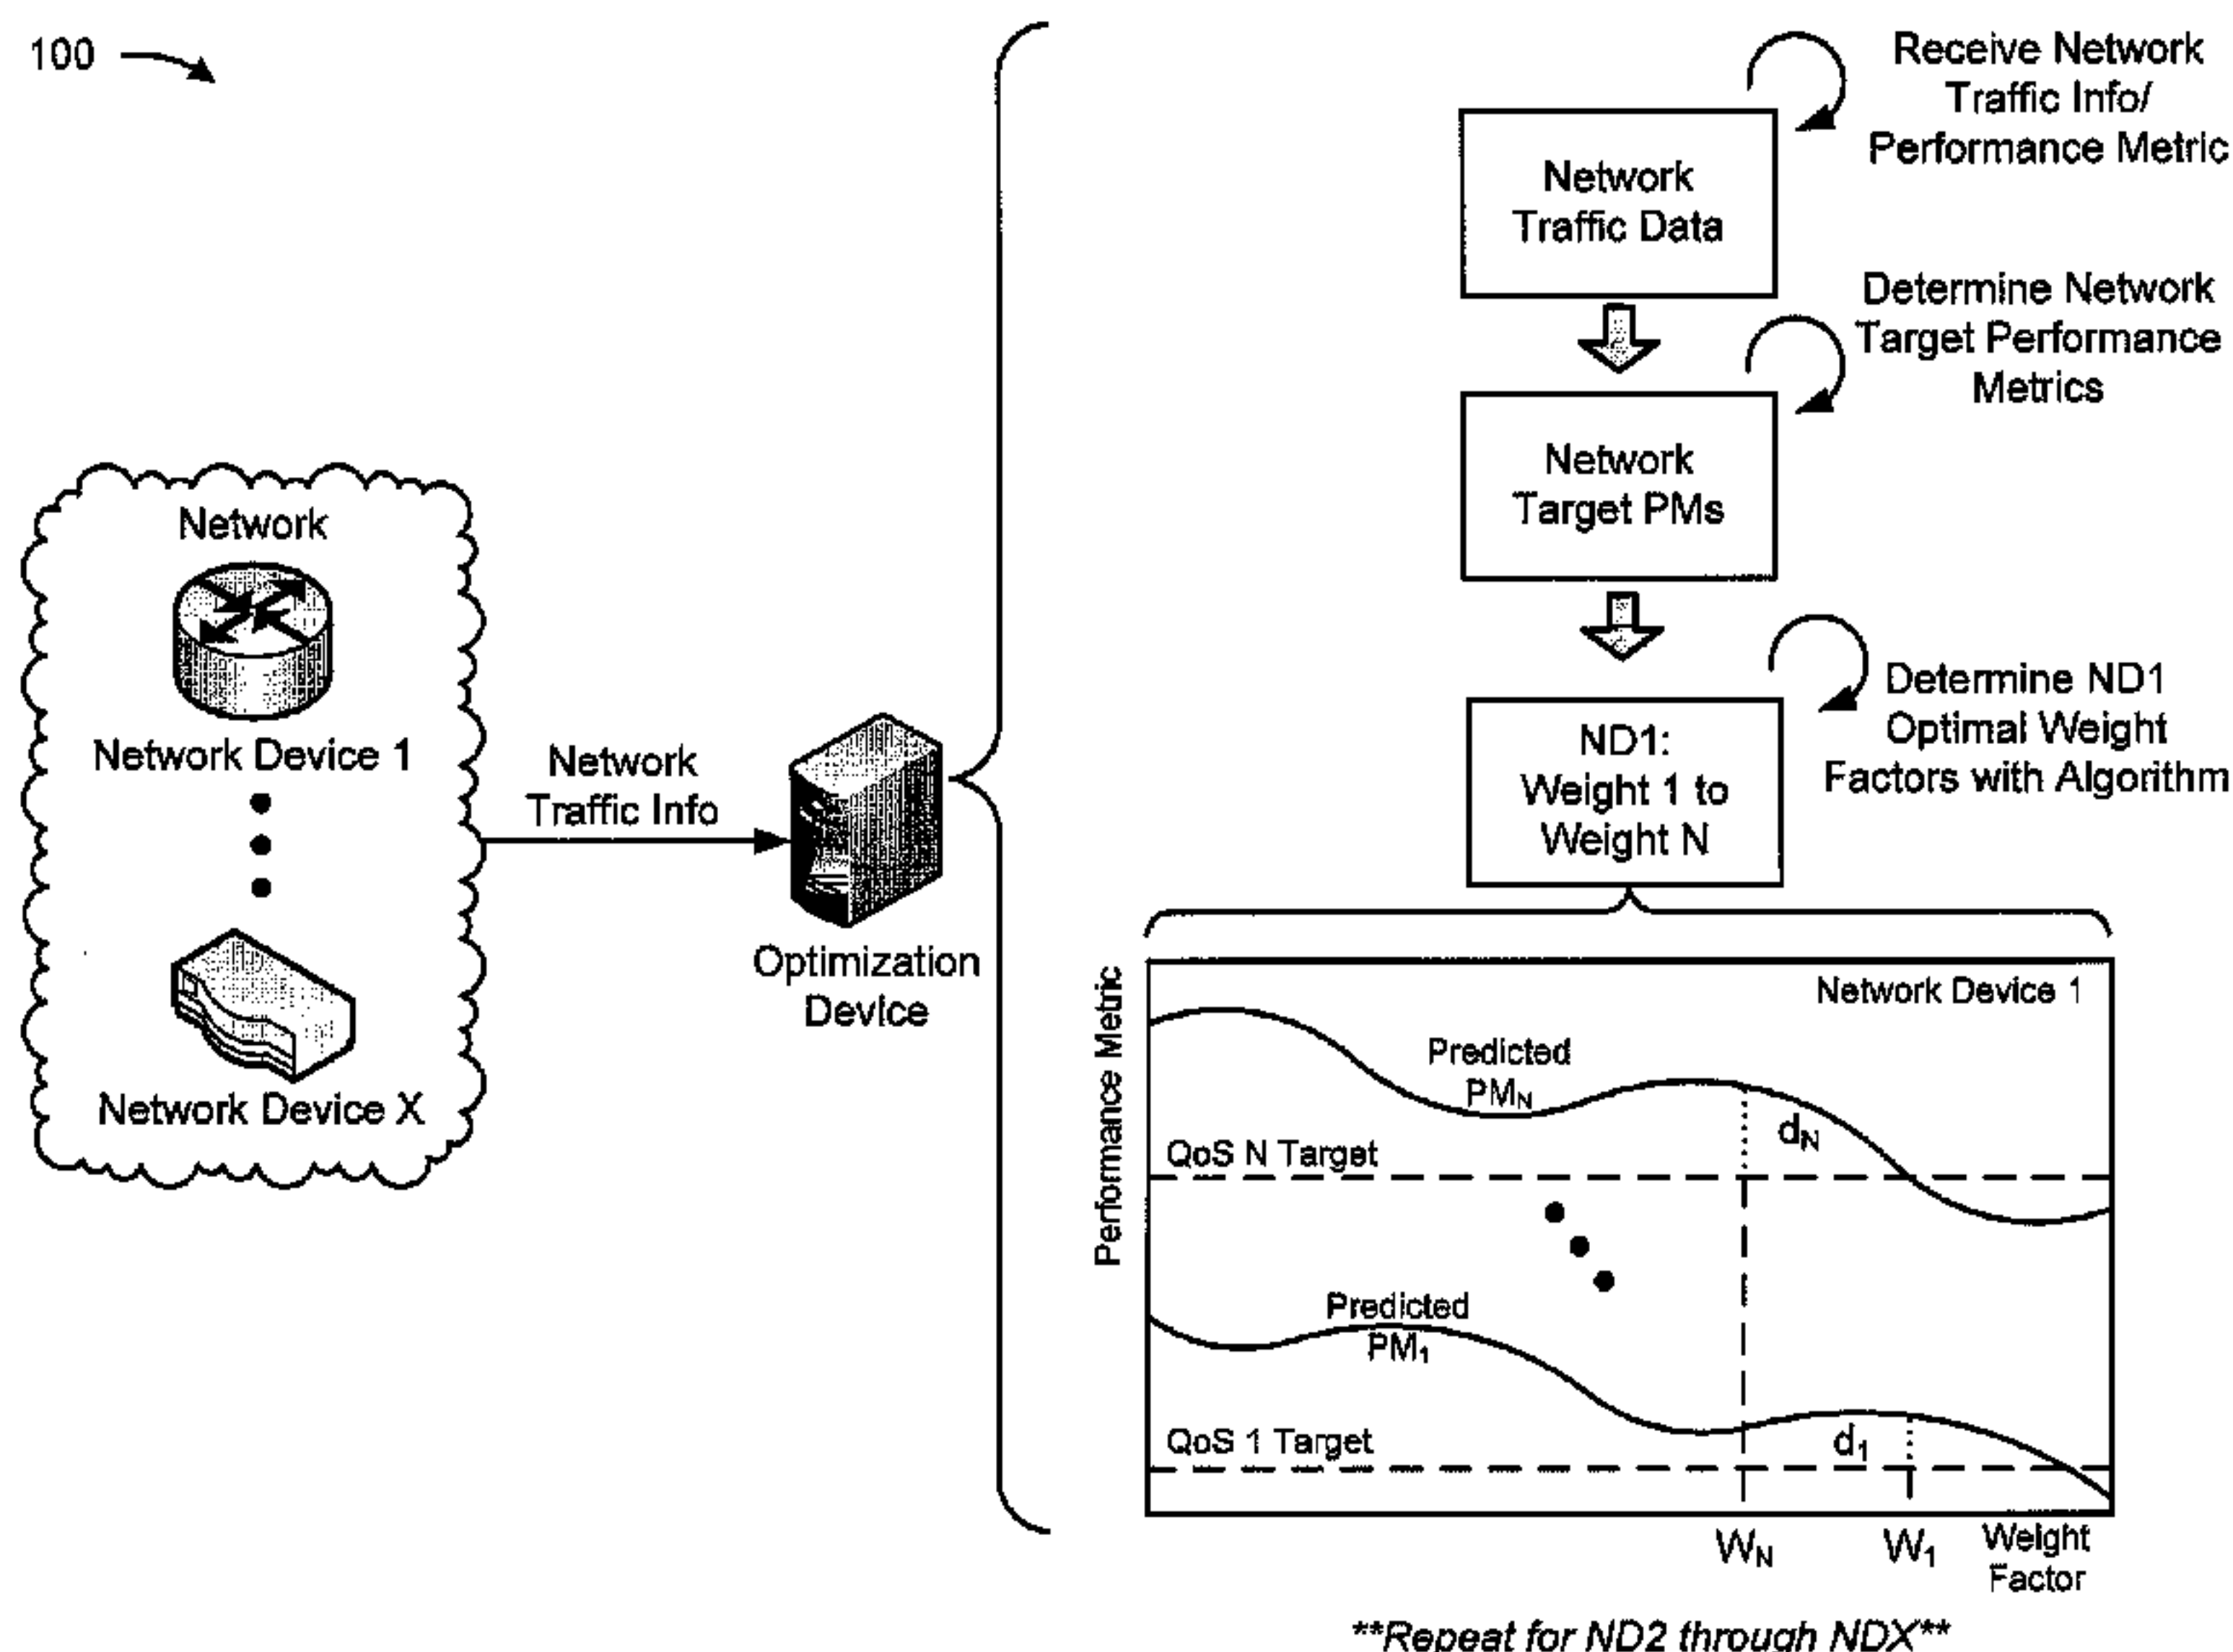 100
Network
Network Device 1
Network Device X
Network
Traffic Info
Optimization
Device
Receive Network
Traffic Info/
Performance Metric
Network
Traffic Data
Determine Network
Target Performance
Metrics
Network
Target PMs
Determine ND1
Optimal Weight
Factors with Algorithm
ND1:
Weight 1 to
Weight N
Performance Metric
Network Device 1
Predicted
PMN
dN
QoS N Target
Predicted
PM1
QoS 1 Target
d1
WN
W1
Weight
Factor
**Repeat for ND2 through NDX**